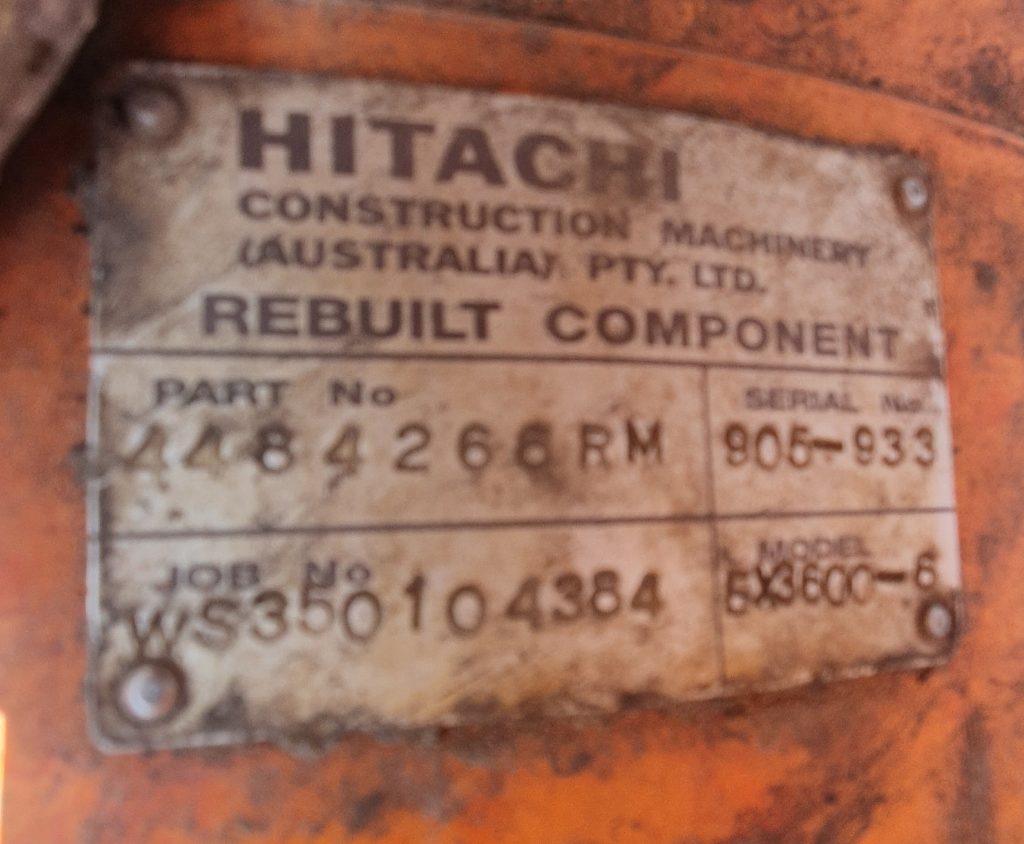 HITACHI
CONSTRUCTION MACHINERY
(AUSTRALIA) PTY. LTD.
REBUILT COMPONENT
PART No
SERIAL No.
4484266RM
905-933
JOB No
MODEL
WS350104384
EX3600-6